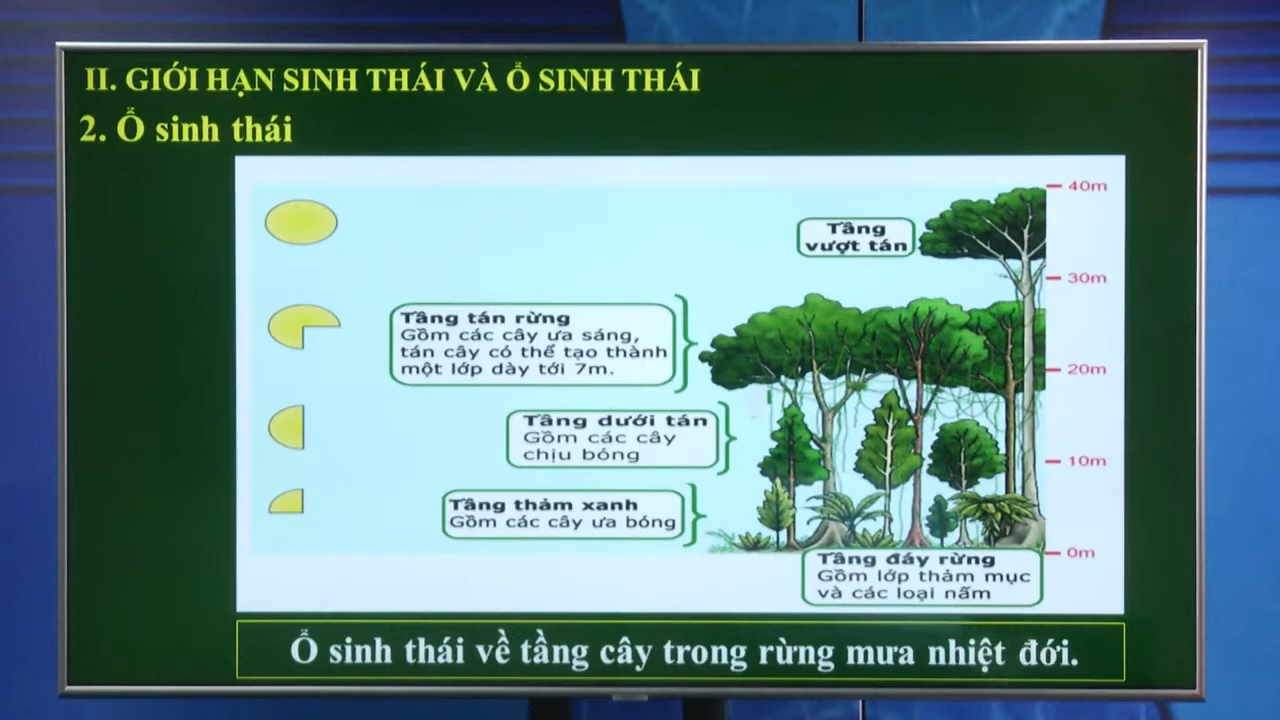 II. GIỚI HẠN SINH THÁI VÀ Ổ SINH THÁI
2. Ổ sinh thái
40m
Tầng
vượt tán
30m
Tầng tán rừng
Gồm các cây ưa sáng,
tán cây có thể tạo thành
một lớp dày tới 7m.
20m
Tầng dưới tán
Gồm các cây
chịu bóng
10m
Tầng thảm xanh
Gồm các cây ưa bóng
0m
Tầng đáy rừng
Gồm lớp thảm mục
và các loại nấm
Ổ sinh thái về tầng cây trong rừng mưa nhiệt đới.